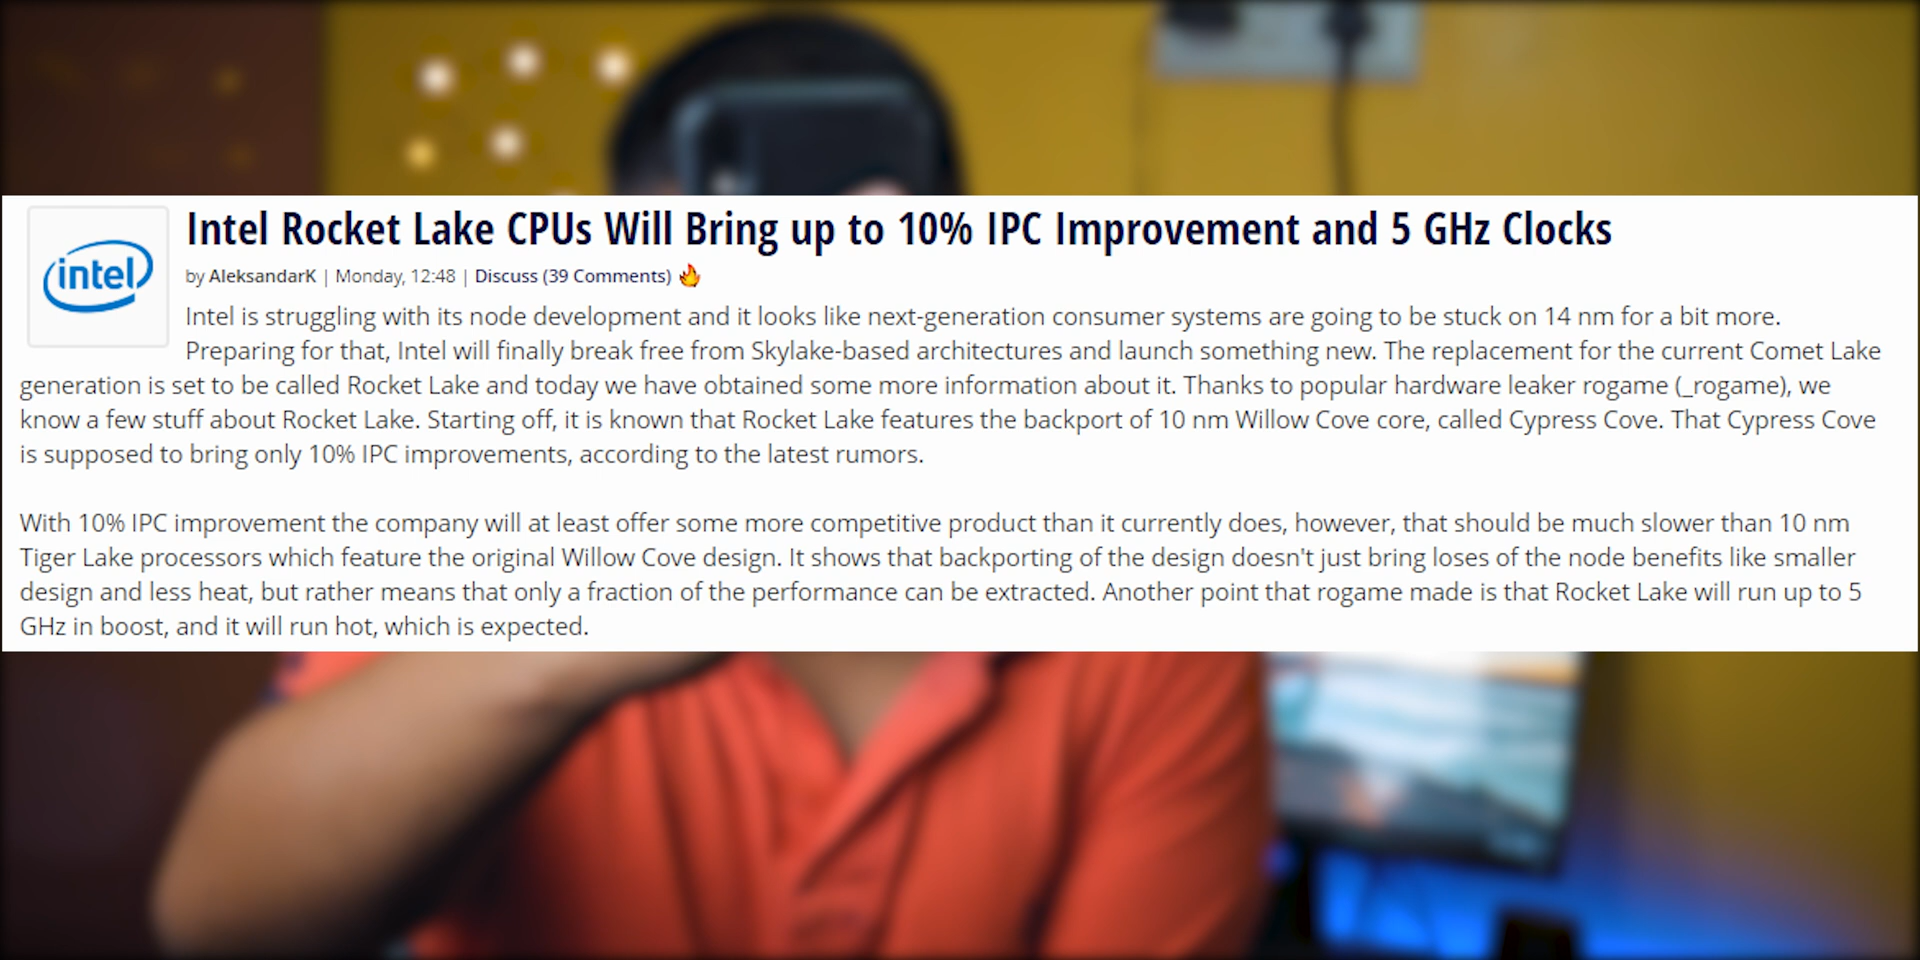 Intel Rocket Lake CPUs Will Bring up to 10% IPC Improvement and 5 GHz Clocks
intel
by AleksandarK | Monday, 12:48 | Discuss (39 Comments)
Intel is struggling with its node development and it looks like next-generation consumer systems are going to be stuck on 14 nm for a bit more.
Preparing for that, Intel will finally break free from Skylake-based architectures and launch something new. The replacement for the current Comet Lake
generation is set to be called Rocket Lake and today we have obtained some more information about it. Thanks to popular hardware leaker rogame (_rogame), we
know a few stuff about Rocket Lake. Starting off, it is known that Rocket Lake features the backport of 10 nm Willow Cove core, called Cypress Cove. That Cypress Cove
is supposed to bring only 10% IPC improvements, according to the latest rumors.
With 10% IPC improvement the company will at least offer some more competitive product than it currently does, however, that should be much slower than 10 nm
Tiger Lake processors which feature the original Willow Cove design. It shows that backporting of the design doesn't just bring loses of the node benefits like smaller
design and less heat, but rather means that only a fraction of the performance can be extracted. Another point that rogame made is that Rocket Lake will run up to 5
GHz in boost, and it will run hot, which is expected.